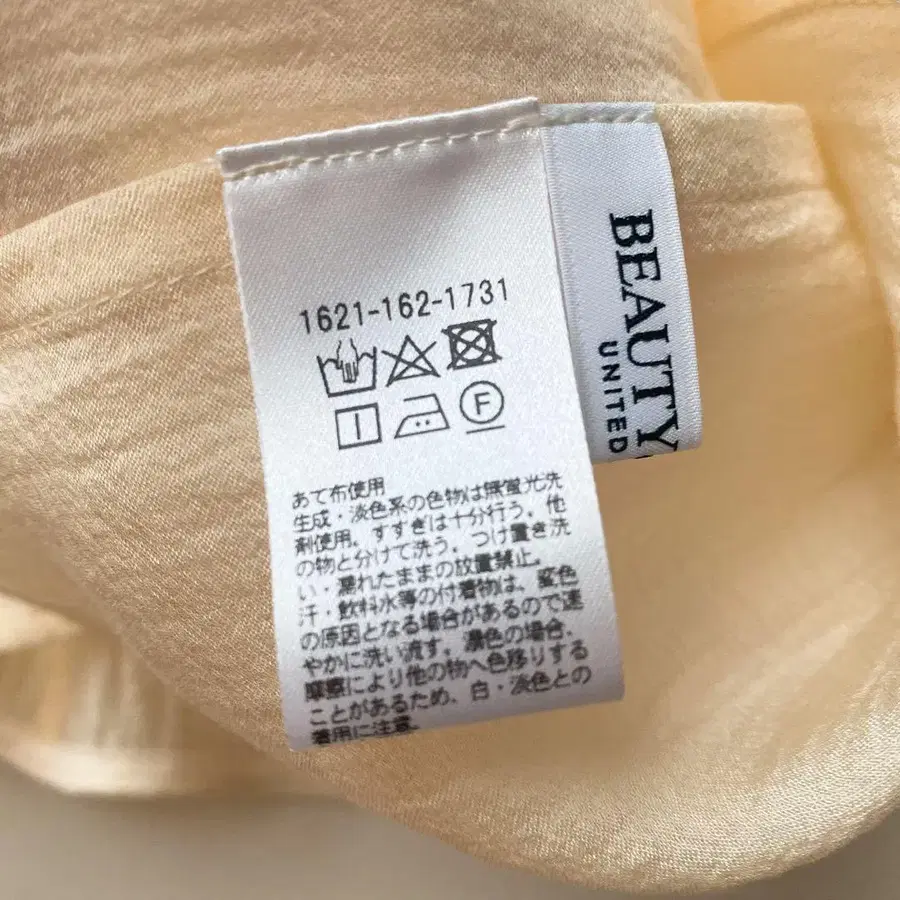 1621-162-1731
F
あて布使用
生成・淡色系の色物は無蛍光洗
剤使用。すすぎは十分行う。他
の物と分けて洗う。つけ置き洗
い・濡れたままの放置禁止。
汗・飲料水等の付着物は、変色
の原因となる場合があるので速
やかに洗い流す。濃色の場合、
摩擦により他の物へ色移りする
ことがあるため、白・淡色との
着用に注意。
BEAUTY
UNITED